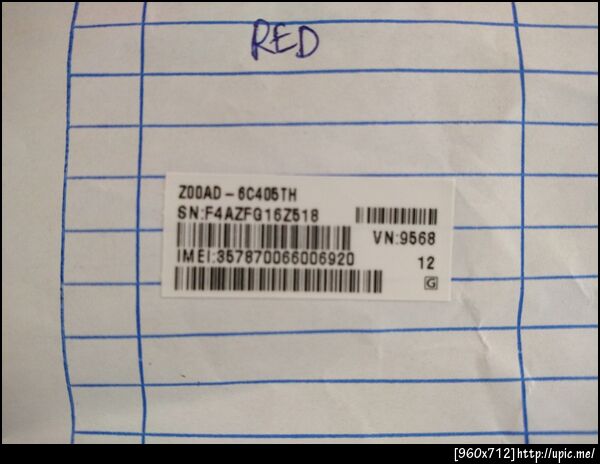 RED
Z00AD-6C405TH
SN:F4AZFG16Z518
VN:9568
IMEI:357870066006920
12
G
[960x712]http://upic.me/